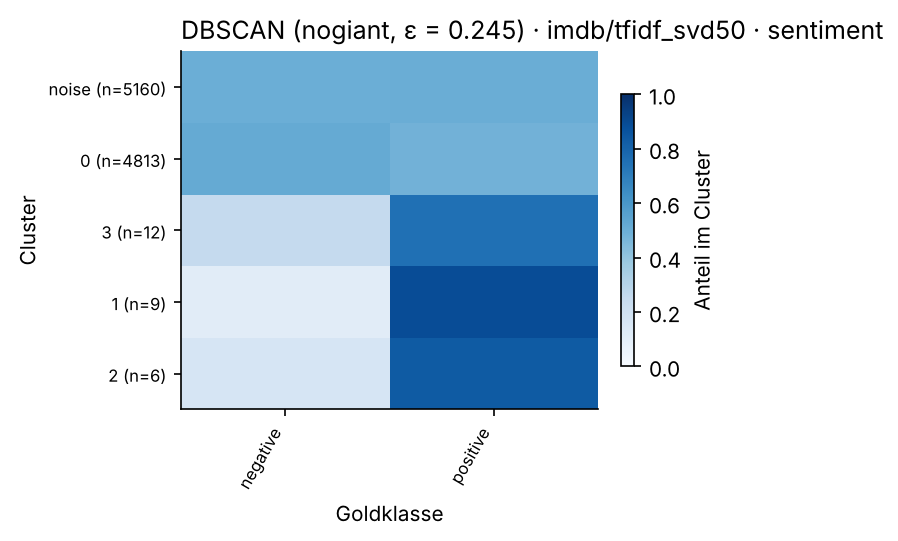 DBSCAN (nogiant, ε = 0.245) · imdb/tfidf_svd50 · sentiment
noise (n=5160)
0 (n=4813)
3 (n=12)
1 (n=9)
2 (n=6)
Cluster
negative
positive
Goldklasse
1.0
0.8
0.6
0.4
0.2
0.0
Anteil im Cluster